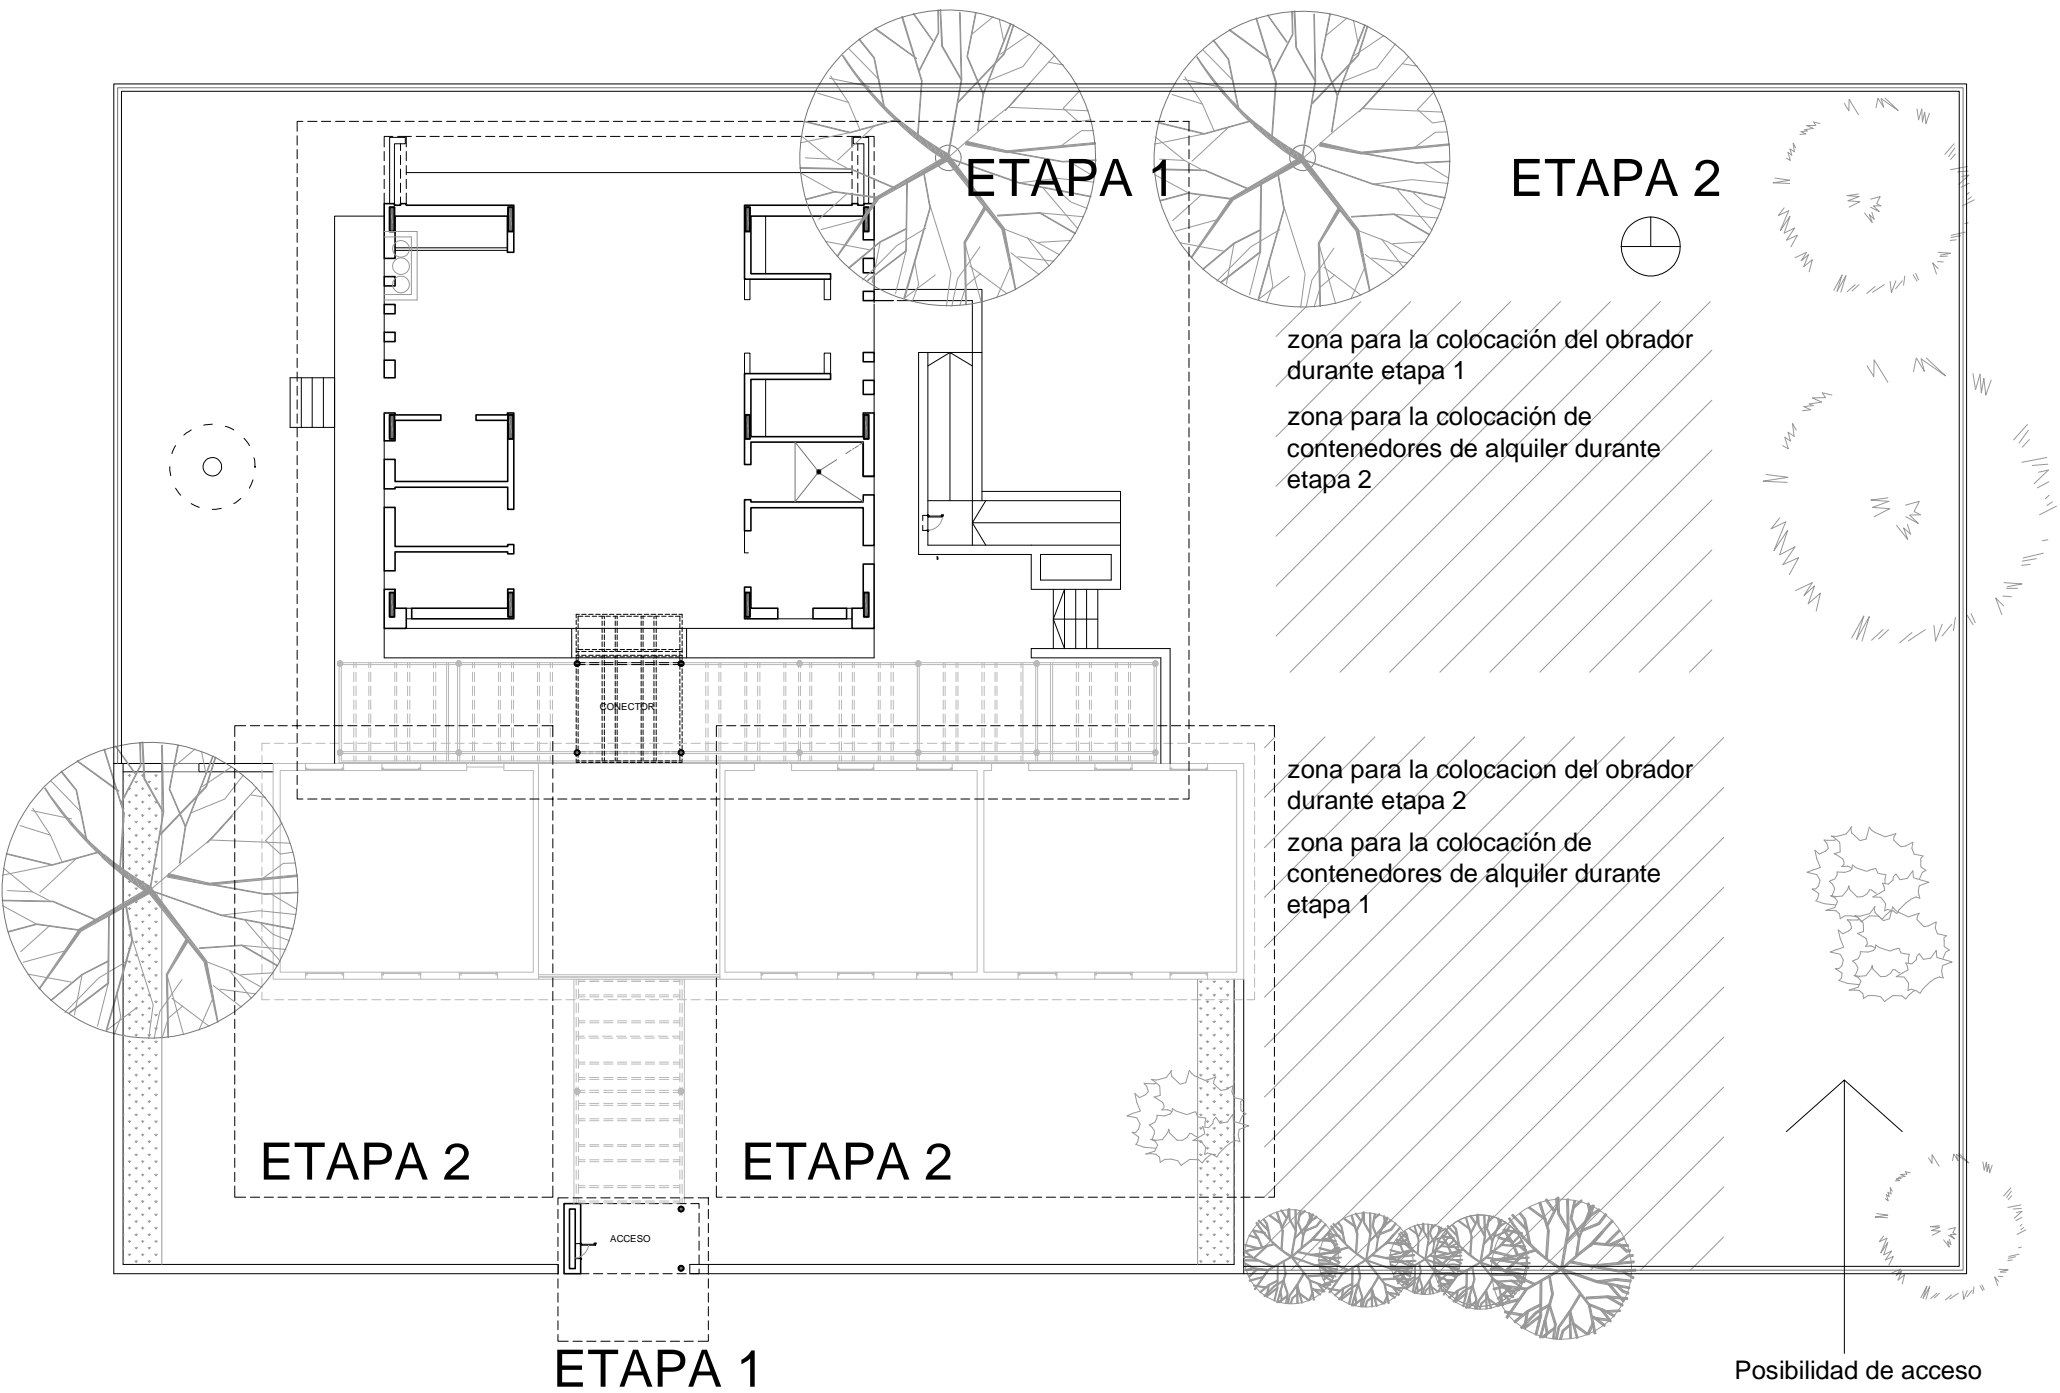 ETAPA 1
ETAPA 2
zona para la colocación del obrador
durante etapa 1
zona para la colocación de
contenedores de alquiler durante
etapa 2
CONECTOR
zona para la colocacion del obrador
durante etapa 2
zona para la colocación de
contenedores de alquiler durante
etapa 1
ETAPA 2
ETAPA 2
ACCESO
ETAPA 1
Posibilidad de acceso